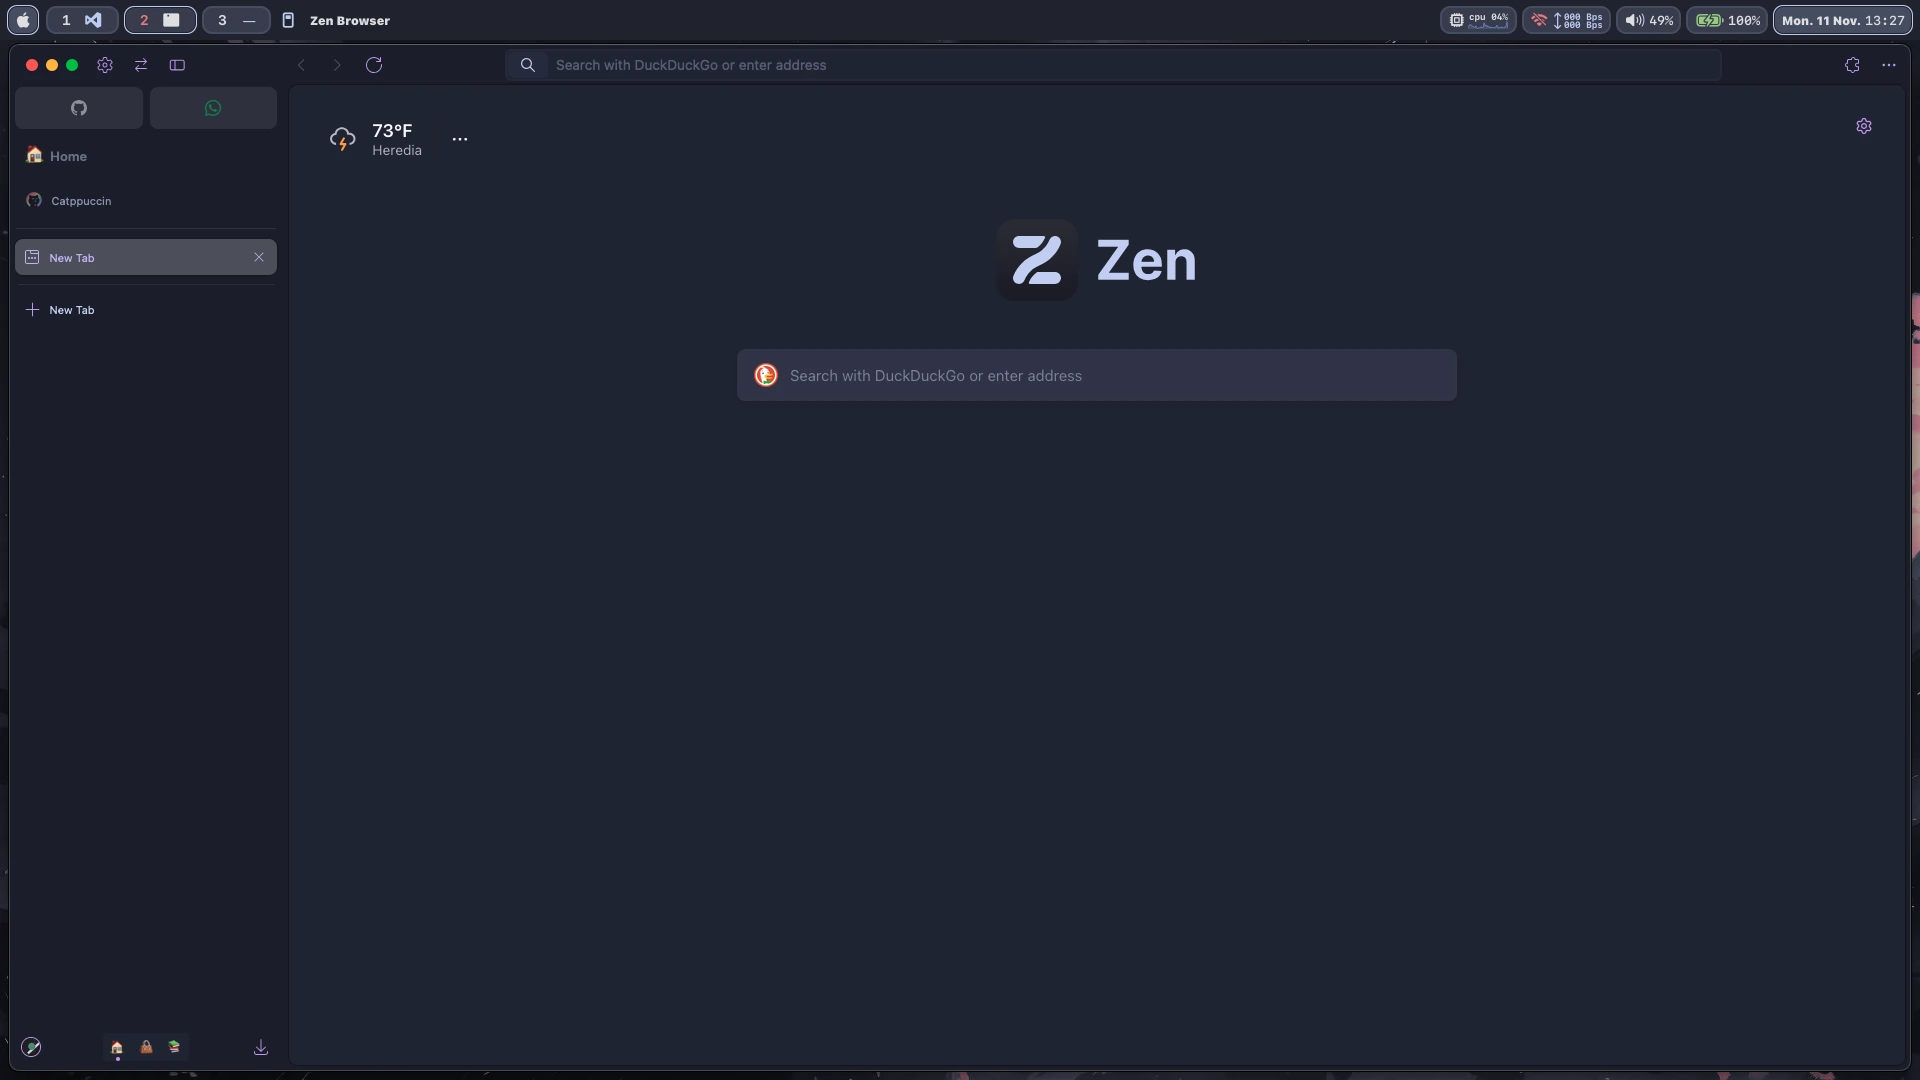 1
2
3
Zen Browser
cpu 04%
000 Bps
000 Bps
49%
100%
Mon. 11 Nov. 13:27
Search with DuckDuckGo or enter address
Home
Catppuccin
New Tab
New Tab
73°F
Heredia
Zen
Search with DuckDuckGo or enter address